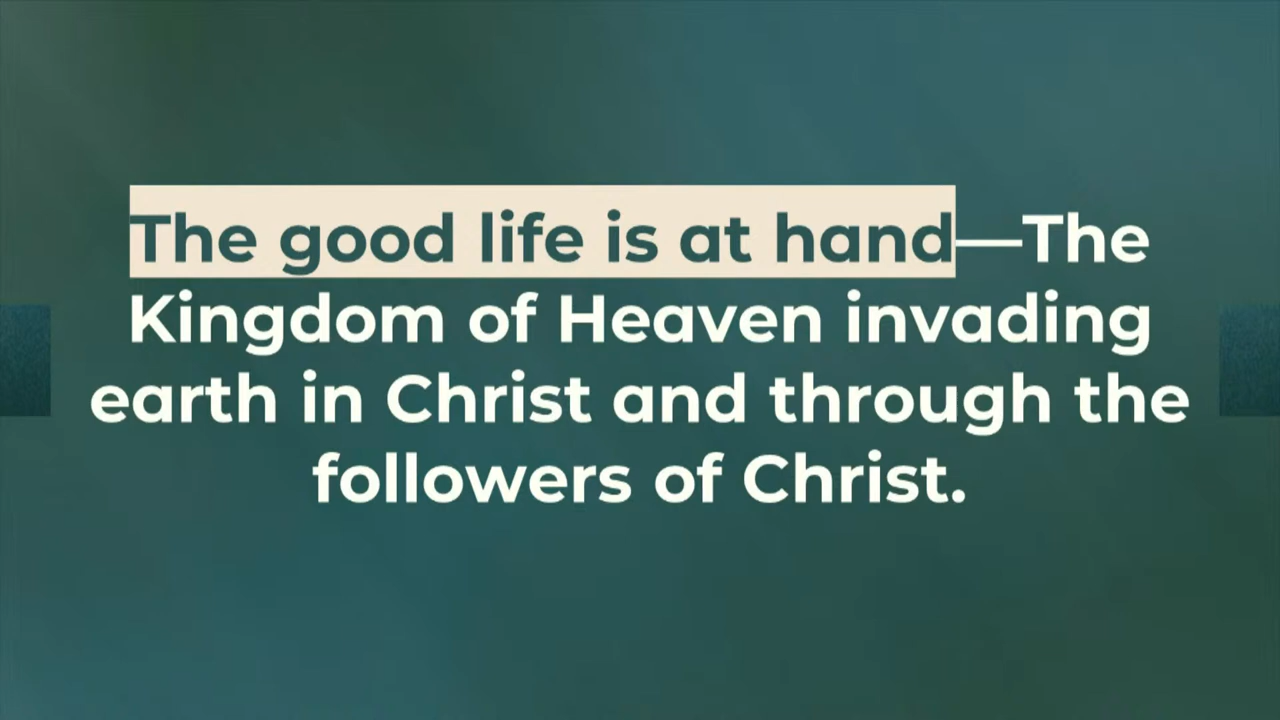 The good life is at hand—The
Kingdom of Heaven invading
earth in Christ and through the
followers of Christ.